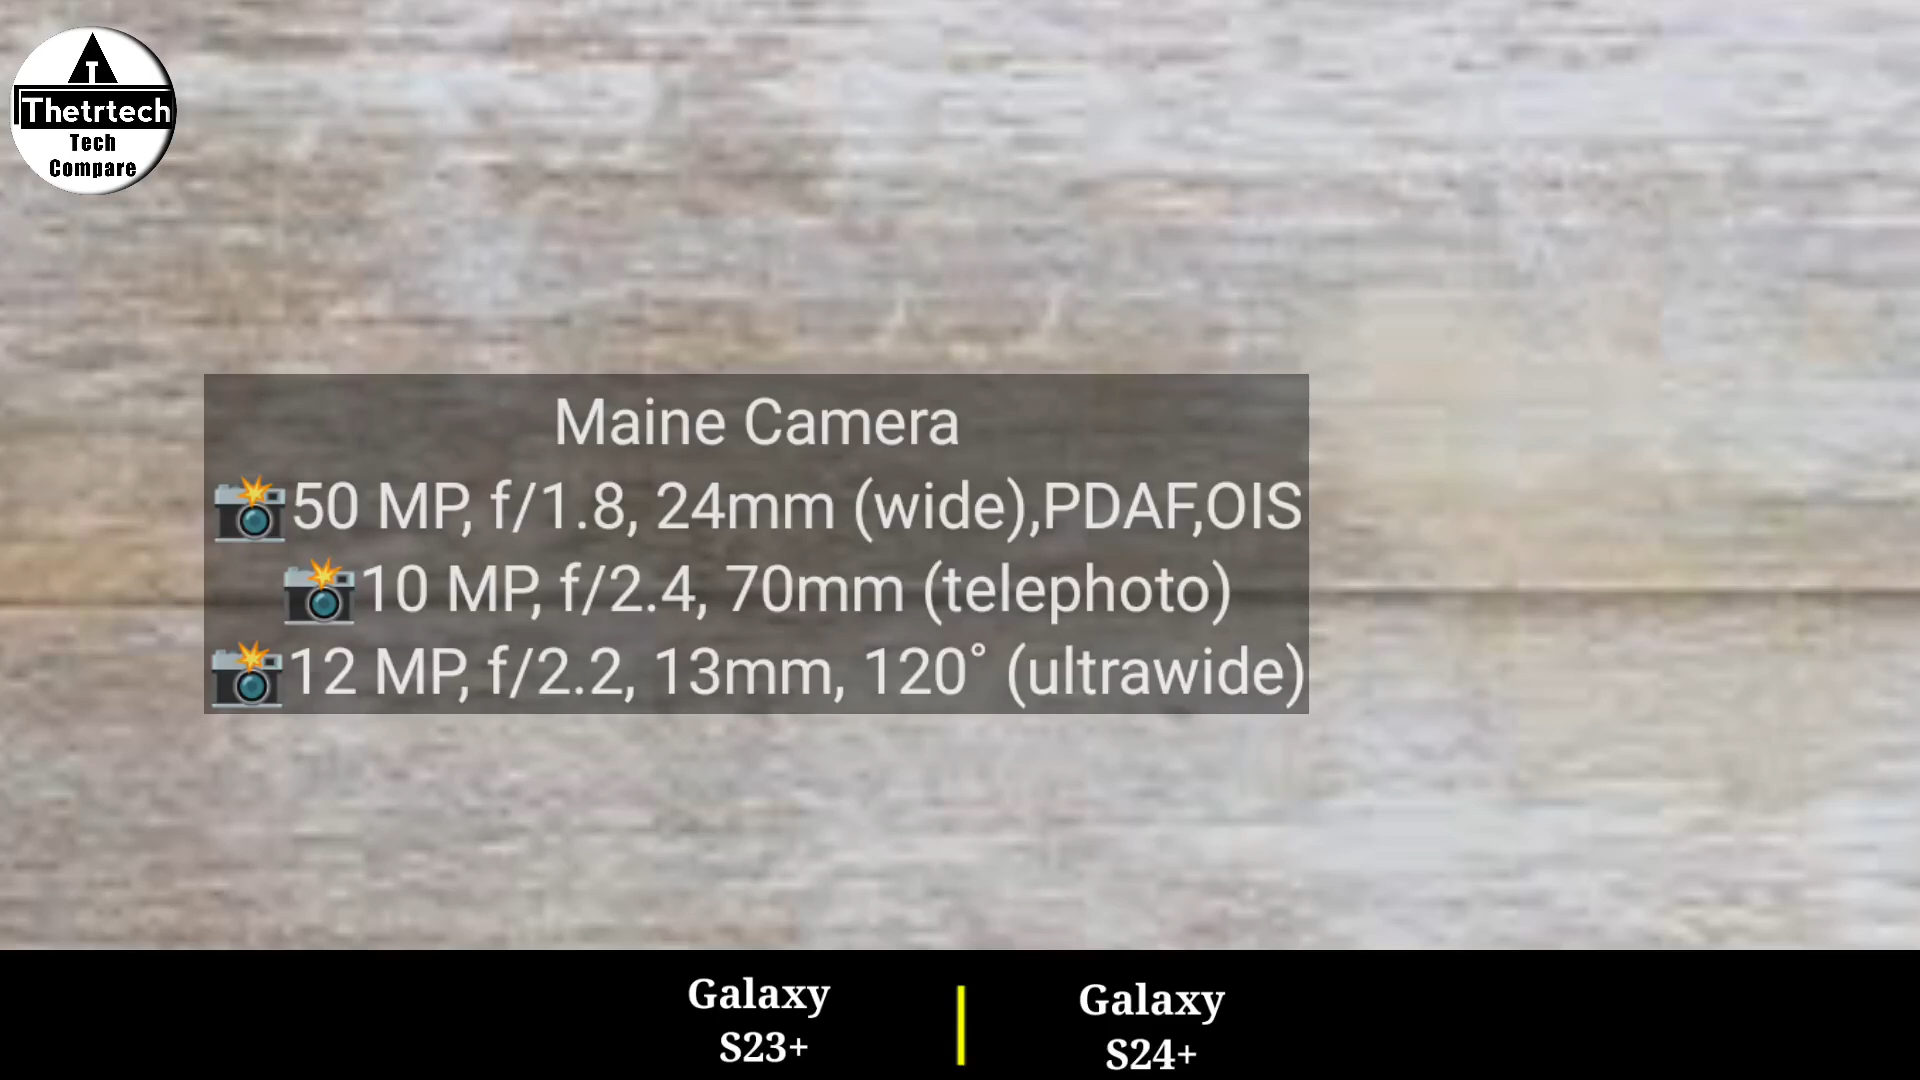 T
Thetrtech
Tech
Compare
Maine Camera
📸50 MP, f/1.8, 24mm (wide),PDAF,OIS
📸10 MP, f/2.4, 70mm (telephoto)
📸12 MP, f/2.2, 13mm, 120˚ (ultrawide)
Galaxy
S23+
Galaxy
S24+